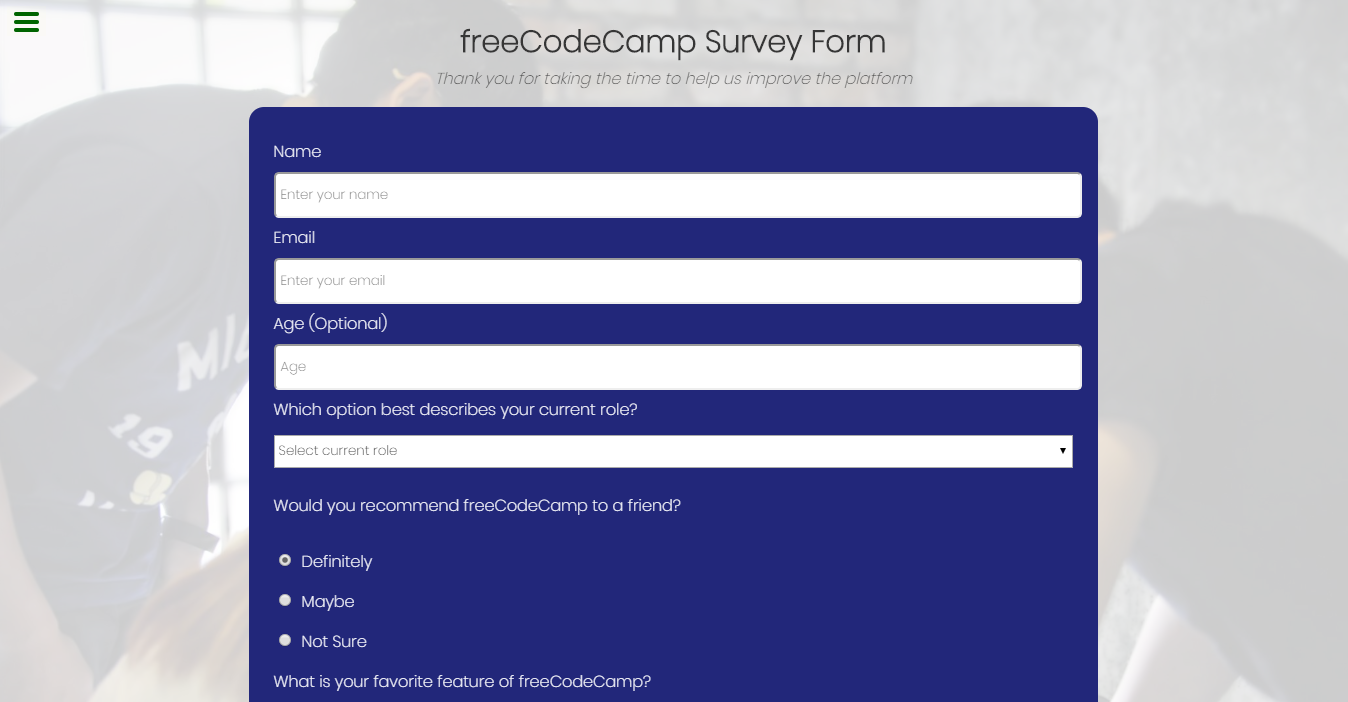 freeCodeCamp Survey Form
Thank you for taking the time to help us improve the platform
Name
Enter your name
Email
Enter your email
Age (Optional)
Age
Which option best describes your current role?
Select current role
Would you recommend freeCodeCamp to a friend?
Definitely
Maybe
Not Sure
What is your favorite feature of freeCodeCamp?
19